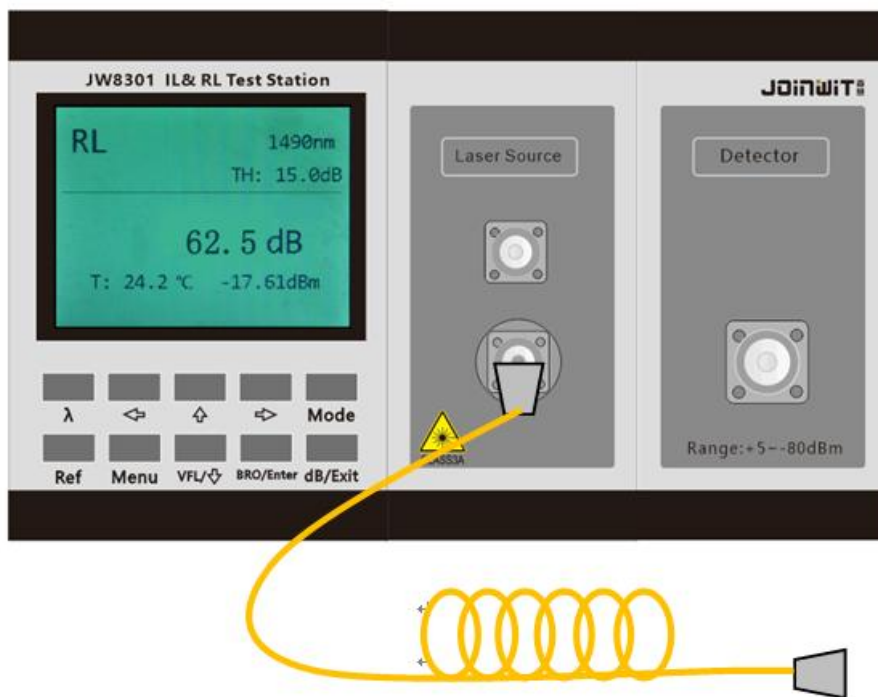 JW8301 IL& RL Test Station
JOINWIT
RL
1490nm
TH: 15.0dB
62.5 dB
T: 24.2 ℃ -17.61dBm
λ
Mode
Ref
Menu
VFL/⇩
BRO/Enter
dB/Exit
Laser Source
CLASS3A
Detector
Range:+5~-80dBm